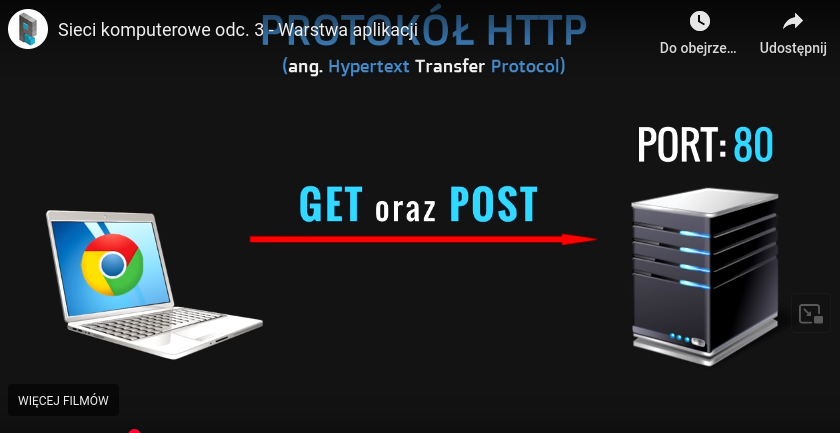 PROTOKÓŁ HTTP
Sieci komputerowe odc. 3 - Warstwa aplikacji
Do obejrze... Udostępnij
(ang. Hypertext Transfer Protocol)
PORT: 80
GET oraz POST
WIĘCEJ FILMÓW